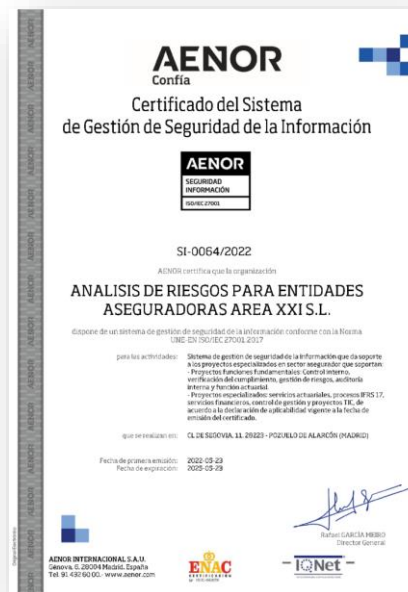 AENOR
Confía
Certificado del Sistema
de Gestión de Seguridad de la Información
AENOR
SEGURIDAD
INFORMACIÓN
ISO/IEC 27001
SI-0064/2022
AENOR certifica que la organización
ANALISIS DE RIESGOS PARA ENTIDADES
ASEGURADORAS AREA XXI S.L.
dispone de un sistema de gestión de seguridad de la información conforme con la Norma
UNE-EN ISO/IEC 27001:2017
para las actividades: Sistema de gestión de seguridad de la información que da soporte
a los proyectos especializados en sector asegurador que soportan:
- Proyectos funciones fundamentales: Control interno,
verificación del cumplimiento, gestión de riesgos, auditoría
interna y función actuarial.
- Proyectos especializados: servicios actuariales, procesos IFRS 17,
servicios financieros, control de gestión y proyectos TIC, de
acuerdo a la declaración de aplicabilidad vigente a la fecha de
emisión del certificado.
que se realizan en: CL DE SEGOVIA, 11. 28223 - POZUELO DE ALARCÓN (MADRID)
Fecha de primera emisión: 2022-03-23
Fecha de expiración: 2025-03-23
Rafael GARCÍA MEIRO
Director General
AENOR INTERNACIONAL S.A.U.
Génova, 6. 28004 Madrid. España
Tel. 91 432 60 00.- www.aenor.com
ENAC
CERTIFICACIÓN
IQNet